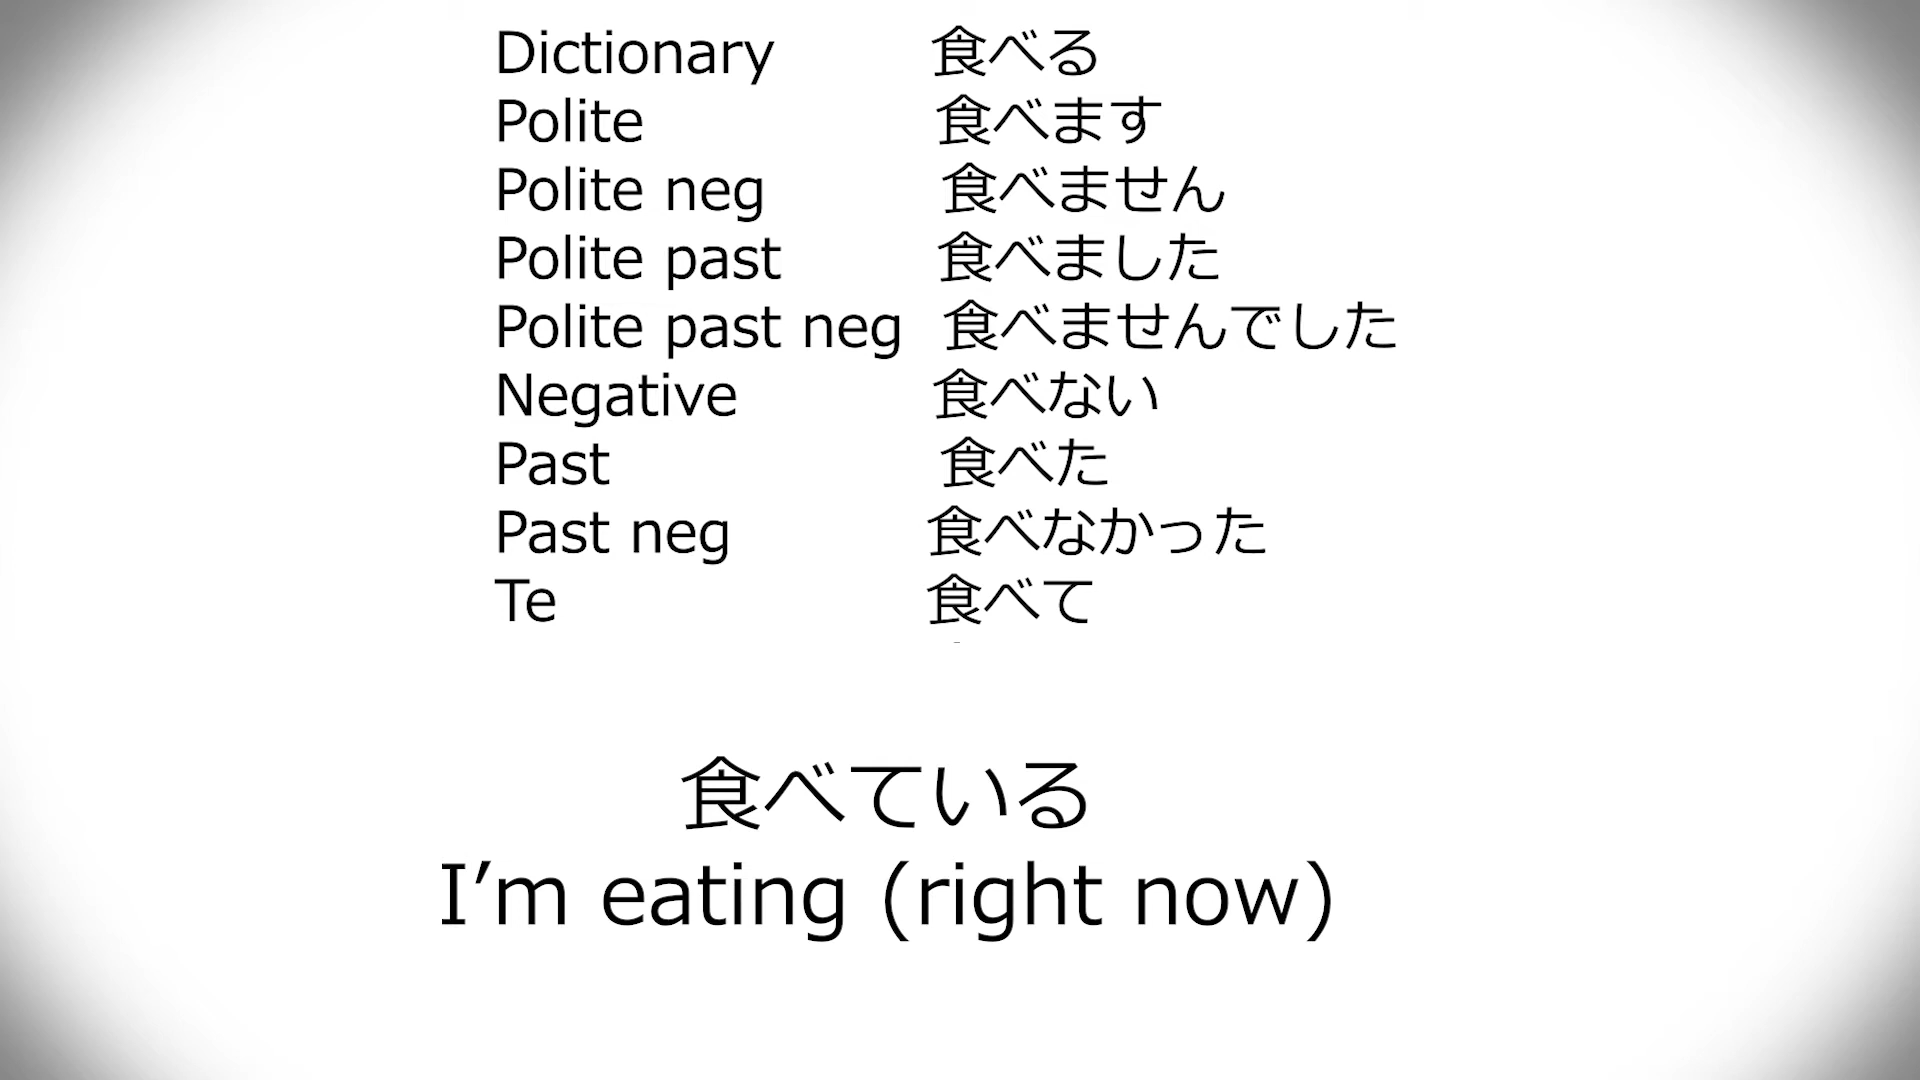 Dictionary 食べる
Polite 食べます
Polite neg 食べません
Polite past 食べました
Polite past neg 食べませんでした
Negative 食べない
Past 食べた
Past neg 食べなかった
Te 食べて
食べている
I’m eating (right now)